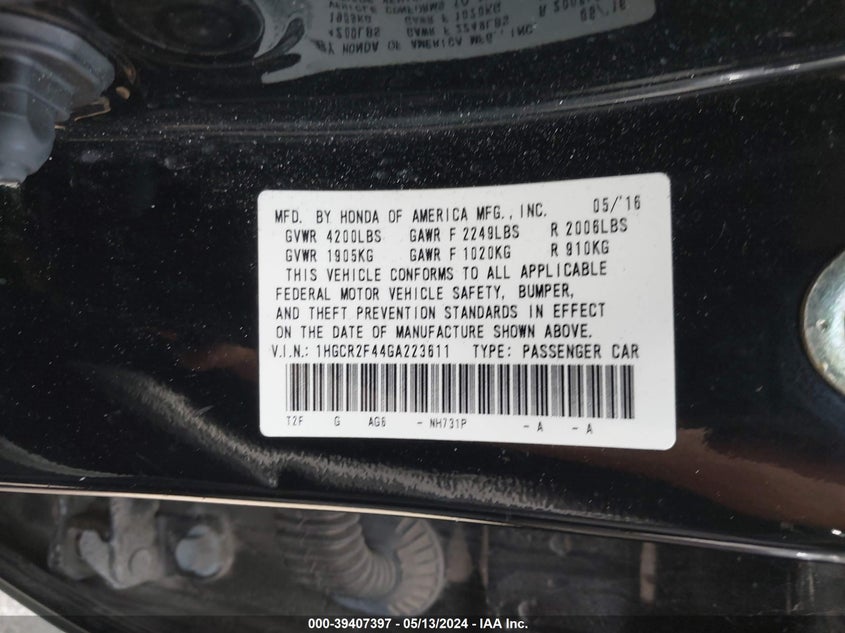 MFD. BY HONDA OF AMERICA MFG., INC. 05/'16
GVWR 4200LBS GAWR F 2249LBS R 2006LBS
GVWR 1905KG GAWR F 1020KG R 910KG
THIS VEHICLE CONFORMS TO ALL APPLICABLE
FEDERAL MOTOR VEHICLE SAFETY, BUMPER,
AND THEFT PREVENTION STANDARDS IN EFFECT
ON THE DATE OF MANUFACTURE SHOWN ABOVE.
V.I.N.: 1HGCR2F44GA223611 TYPE: PASSENGER CAR
T2F G AG6 - NH731P - A - A
000-39407397 - 05/13/2024 - IAA Inc.